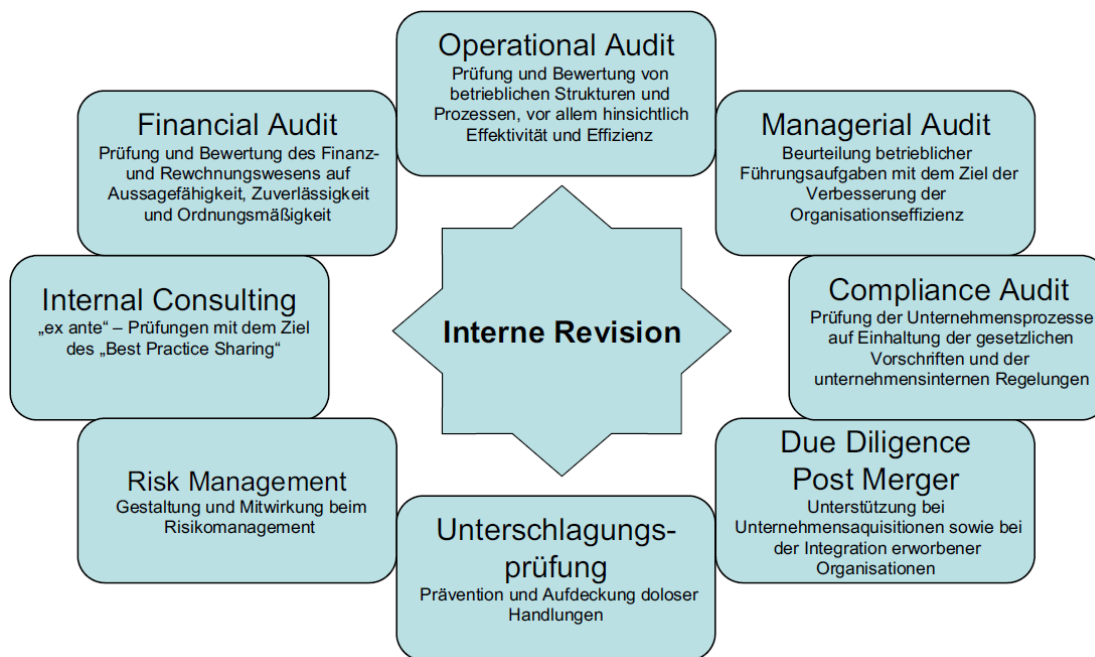 Operational Audit
Prüfung und Bewertung von
betrieblichen Strukturen und
Prozessen, vor allem hinsichtlich
Effektivität und Effizienz
Financial Audit
Prüfung und Bewertung des Finanz-
und Rewchnungswesens auf
Aussagefähigkeit, Zuverlässigkeit
und Ordnungsmäßigkeit
Managerial Audit
Beurteilung betrieblicher
Führungsaufgaben mit dem Ziel der
Verbesserung der
Organisationseffizienz
Internal Consulting
„ex ante“ – Prüfungen mit dem Ziel
des „Best Practice Sharing“
Interne Revision
Compliance Audit
Prüfung der Unternehmensprozesse
auf Einhaltung der gesetzlichen
Vorschriften und der
unternehmensinternen Regelungen
Risk Management
Gestaltung und Mitwirkung beim
Risikomanagement
Unterschlagungs-
prüfung
Prävention und Aufdeckung doloser
Handlungen
Due Diligence
Post Merger
Unterstützung bei
Unternehmensaquisitionen sowie bei
der Integration erworbener
Organisationen